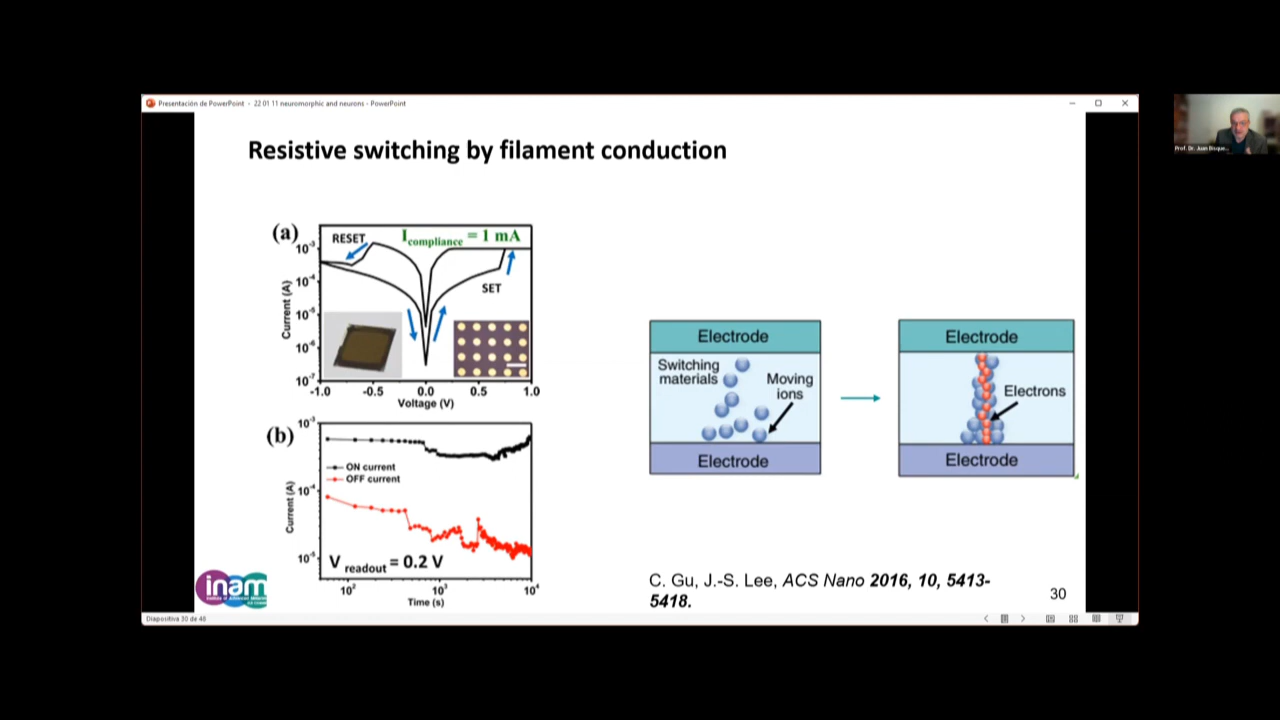 Presentación de PowerPoint - 22 01 11 neuromorphic and neurons - PowerPoint
Resistive switching by filament conduction
(a)
RESET
Icompliance = 1 mA
SET
Current (A)
10-3
10-4
10-5
10-6
10-7
-1.0 -0.5 0.0 0.5 1.0
Voltage (V)
(b)
10-3
ON current
OFF current
Current (A)
10-4
10-5
V readout = 0.2 V
102 103 104
Time (s)
Electrode
Switching
materials
Moving
ions
Electrode
Electrode
Electrons
Electrode
C. Gu, J.-S. Lee, ACS Nano 2016, 10, 5413-
5418.
30
inam
Diapositiva 30 de 48
Prof. Dr. Juan Bisque...